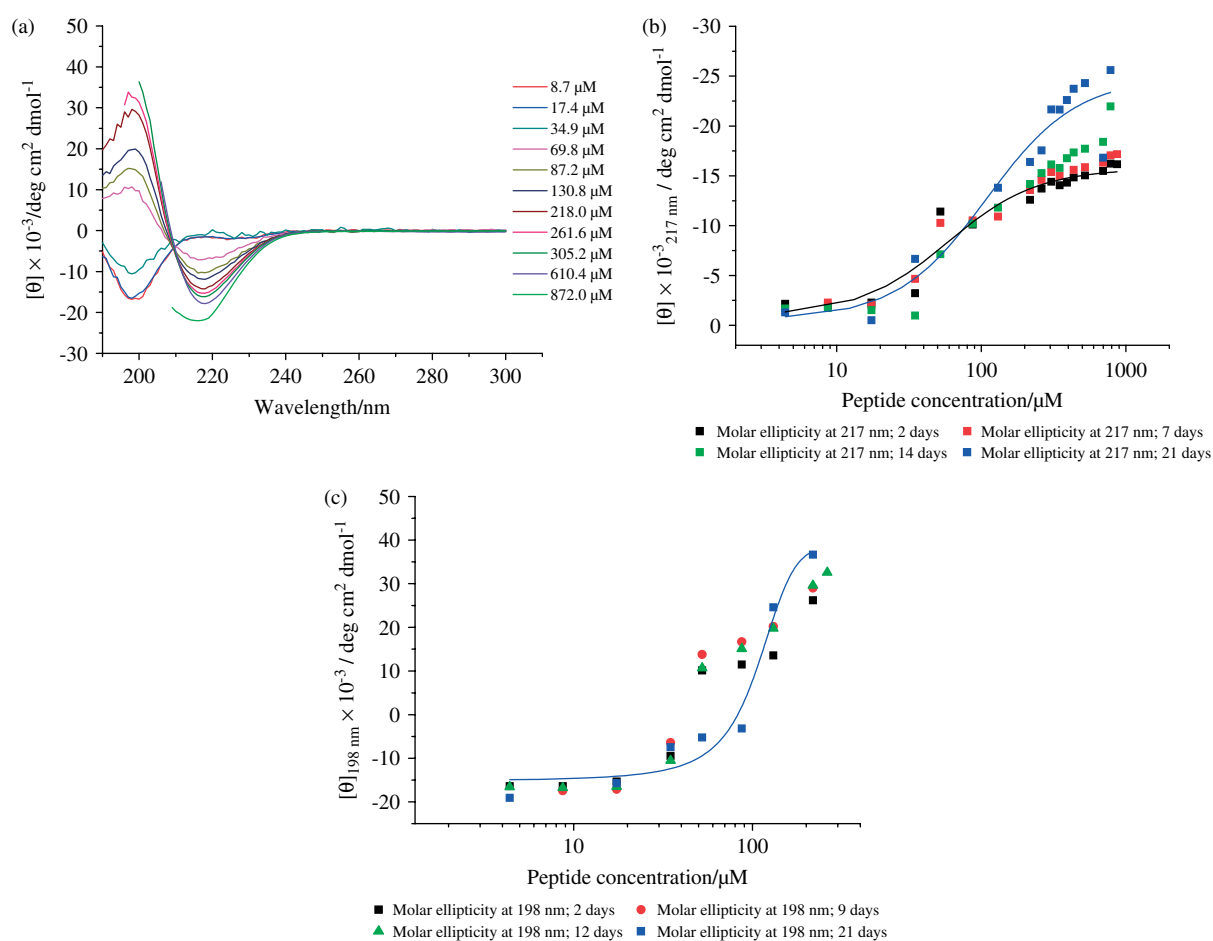 (a)
50
40
30
20
10
0
-10
-20
-30
[θ] × 10⁻³/deg cm² dmol⁻¹
200 220 240 260 280 300
Wavelength/nm
8.7 µM
17.4 µM
34.9 µM
69.8 µM
87.2 µM
130.8 µM
218.0 µM
261.6 µM
305.2 µM
610.4 µM
872.0 µM
(b)
-30
-25
-20
-15
-10
-5
0
[θ] × 10⁻³ 217 nm / deg cm² dmol⁻¹
10 100 1000
Peptide concentration/µM
Molar ellipticity at 217 nm; 2 days Molar ellipticity at 217 nm; 7 days
Molar ellipticity at 217 nm; 14 days Molar ellipticity at 217 nm; 21 days
(c)
50
40
30
20
10
0
-10
-20
[θ]198 nm × 10⁻³ / deg cm² dmol⁻¹
10 100
Peptide concentration/µM
Molar ellipticity at 198 nm; 2 days Molar ellipticity at 198 nm; 9 days
Molar ellipticity at 198 nm; 12 days Molar ellipticity at 198 nm; 21 days